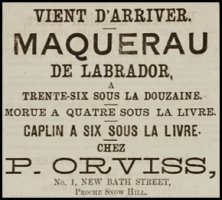 VIENT D'ARRIVER.
MAQUERAU
DE LABRADOR,
A
TRENTE-SIX SOUS LA DOUZAINE.
MORUE A QUATRE SOUS LA LIVRE.
CAPLIN A SIX SOUS LA LIVRE.
CHEZ
P. ORVISS,
No. 1, NEW BATH STREET,
PROCHE SNOW HILL.